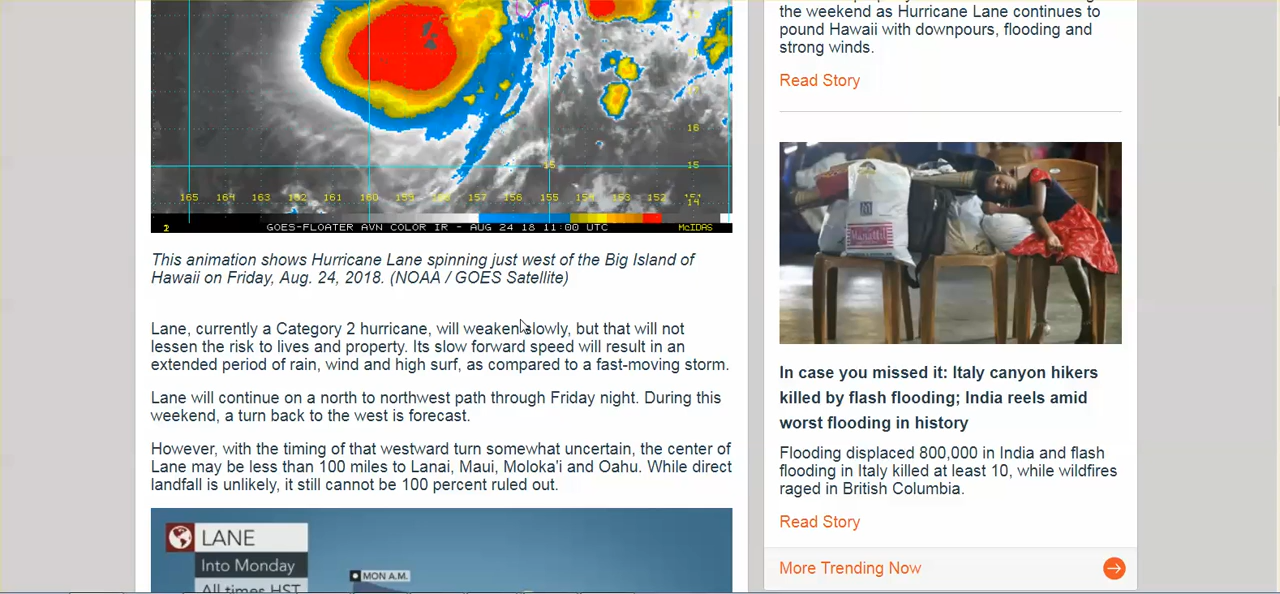 16
15
15
165 164 163 162 161 160 159 158 157 156 155 154 153 152 151
14
2 GOES-FLOATER AVN COLOR IR - AUG 24 18 11:00 UTC McIDAS
This animation shows Hurricane Lane spinning just west of the Big Island of
Hawaii on Friday, Aug. 24, 2018. (NOAA / GOES Satellite)
Lane, currently a Category 2 hurricane, will weaken slowly, but that will not
lessen the risk to lives and property. Its slow forward speed will result in an
extended period of rain, wind and high surf, as compared to a fast-moving storm.
Lane will continue on a north to northwest path through Friday night. During this
weekend, a turn back to the west is forecast.
However, with the timing of that westward turn somewhat uncertain, the center of
Lane may be less than 100 miles to Lanai, Maui, Moloka'i and Oahu. While direct
landfall is unlikely, it still cannot be 100 percent ruled out.
LANE
Into Monday
All times HST
MON A.M.
the weekend as Hurricane Lane continues to
pound Hawaii with downpours, flooding and
strong winds.
Read Story
In case you missed it: Italy canyon hikers
killed by flash flooding; India reels amid
worst flooding in history
Flooding displaced 800,000 in India and flash
flooding in Italy killed at least 10, while wildfires
raged in British Columbia.
Read Story
More Trending Now